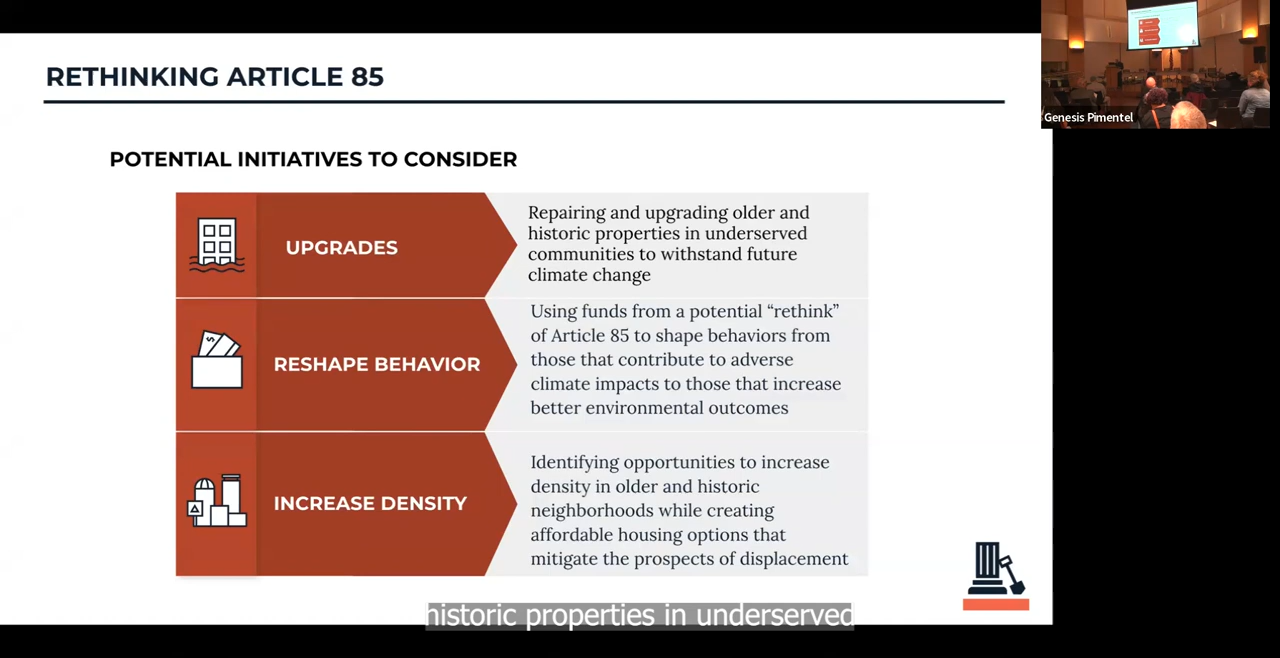 RETHINKING ARTICLE 85
Genesis Pimentel
POTENTIAL INITIATIVES TO CONSIDER
UPGRADES
Repairing and upgrading older and
historic properties in underserved
communities to withstand future
climate change
$
RESHAPE BEHAVIOR
Using funds from a potential “rethink”
of Article 85 to shape behaviors from
those that contribute to adverse
climate impacts to those that increase
better environmental outcomes
INCREASE DENSITY
Identifying opportunities to increase
density in older and historic
neighborhoods while creating
affordable housing options that
mitigate the prospects of displacement
historic properties in underserved